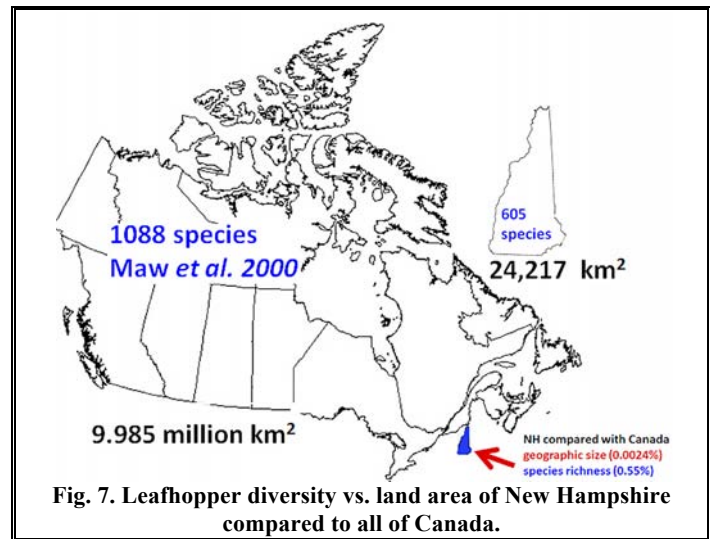 1088 species
Maw et al. 2000
605
species
24,217 km²
9.985 million km²
NH compared with Canada
geographic size (0.0024%)
species richness (0.55%)
Fig. 7. Leafhopper diversity vs. land area of New Hampshire
compared to all of Canada.